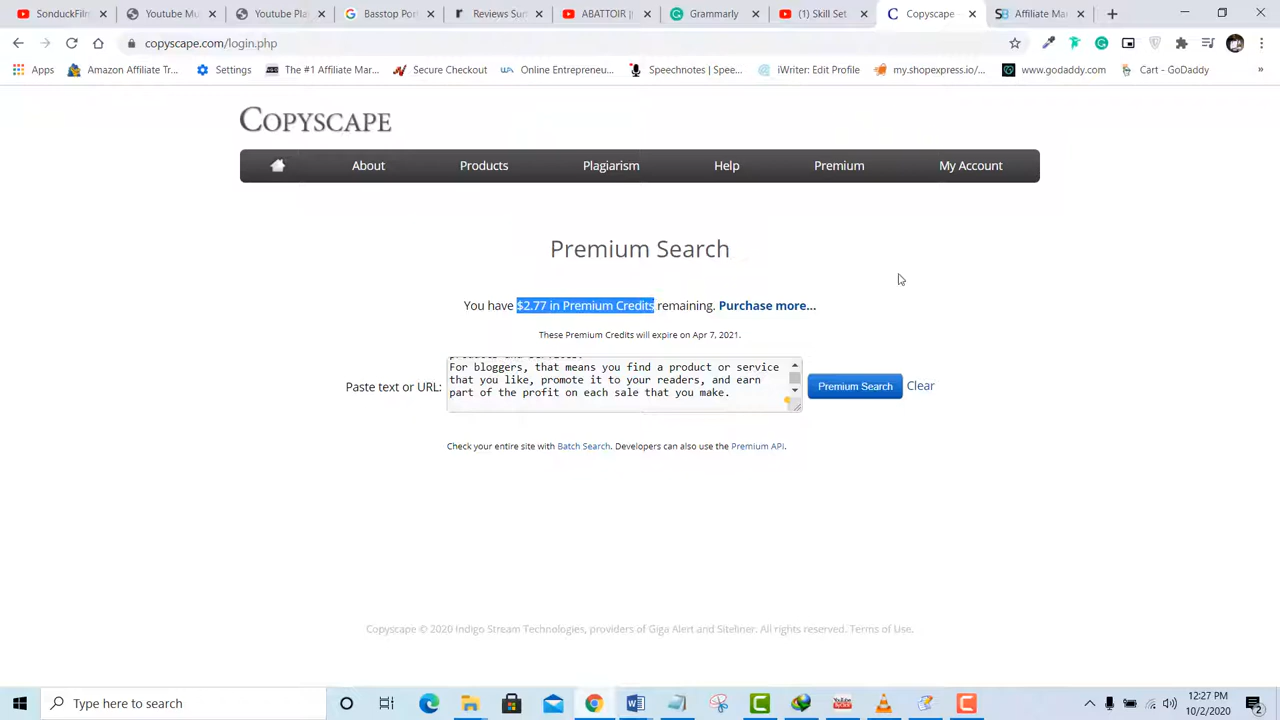 SonduckFil
Youtube Mu
Youtube Pla
Basstop
Reviews Sur
ABATTOIR ||
Grammarly
(1) Skill Set
Copyscape
Affiliate Ma
copyscape.com/login.php
Apps
Amazon Affiliate Tr...
Settings
The #1 Affiliate Mar...
Secure Checkout
Online Entrepreneu...
Speechnotes | Spee...
iWriter: Edit Profile
my.shopexpress.io/...
www.godaddy.com
Cart - GoDaddy
»
COPYSCAPE
About
Products
Plagiarism
Help
Premium
My Account
Premium Search
You have $2.77 in Premium Credits remaining. Purchase more...
These Premium Credits will expire on Apr 7, 2021.
For bloggers, that means you find a product or service
that you like, promote it to your readers, and earn
part of the profit on each sale that you make.
Paste text or URL:
Premium Search
Clear
Check your entire site with Batch Search. Developers can also use the Premium API.
Copyscape © 2020 Indigo Stream Technologies, providers of Giga Alert and Siteliner. All rights reserved. Terms of Use.
Type here to search
12:27 PM
10/2/2020
2